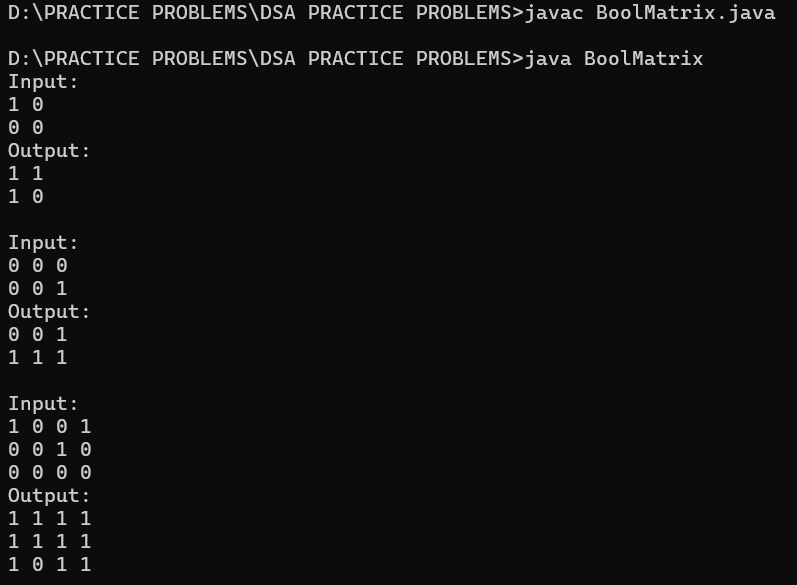 D:\PRACTICE PROBLEMS\DSA PRACTICE PROBLEMS>javac BoolMatrix.java
D:\PRACTICE PROBLEMS\DSA PRACTICE PROBLEMS>java BoolMatrix
Input:
1 0
0 0
Output:
1 1
1 0
Input:
0 0 0
0 0 1
Output:
0 0 1
1 1 1
Input:
1 0 0 1
0 0 1 0
0 0 0 0
Output:
1 1 1 1
1 1 1 1
1 0 1 1